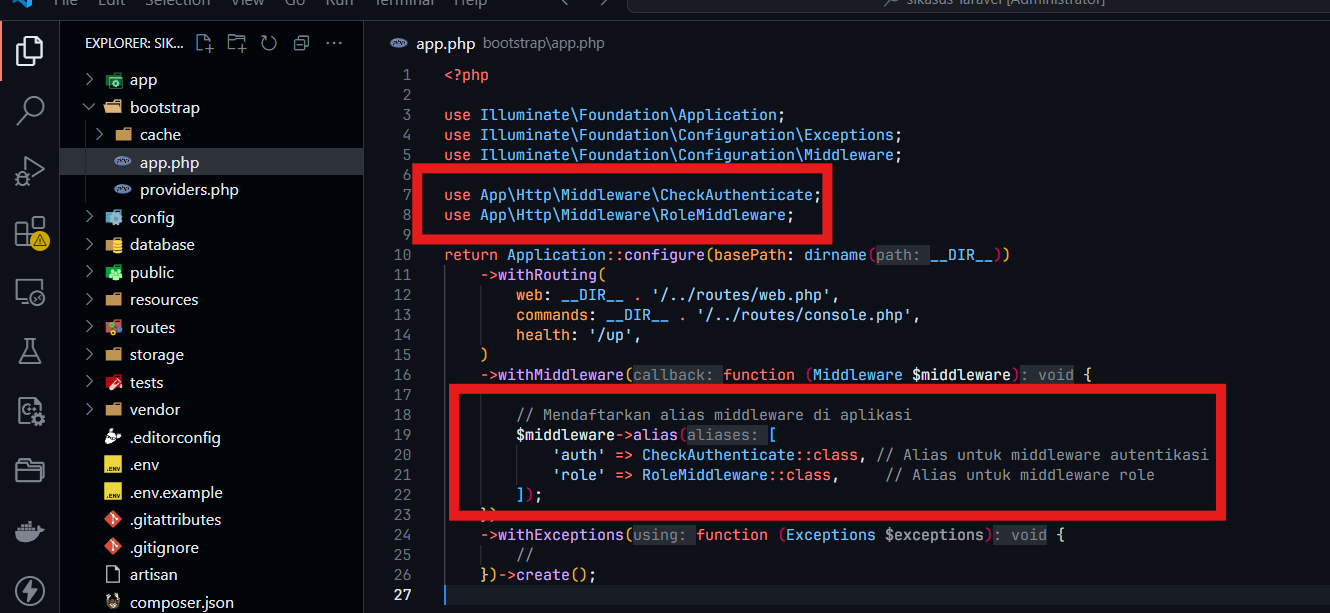 File Edit Selection View Go Run Terminal Help
sikasus-laravel [Administrator]
EXPLORER: SIK...
app
bootstrap
cache
app.php
providers.php
config
database
public
resources
routes
storage
tests
vendor
.editorconfig
.env
.env.example
.gitattributes
.gitignore
artisan
composer.json
app.php bootstrap\app.php
1 <?php
2
3 use Illuminate\Foundation\Application;
4 use Illuminate\Foundation\Configuration\Exceptions;
5 use Illuminate\Foundation\Configuration\Middleware;
6
7 use App\Http\Middleware\CheckAuthenticate;
8 use App\Http\Middleware\RoleMiddleware;
9
10 return Application::configure(basePath: dirname(path: __DIR__))
11 ->withRouting(
12 web: __DIR__ . '/../routes/web.php',
13 commands: __DIR__ . '/../routes/console.php',
14 health: '/up',
15 )
16 ->withMiddleware(callback: function (Middleware $middleware): void {
17
18 // Mendaftarkan alias middleware di aplikasi
19 $middleware->alias(aliases: [
20 'auth' => CheckAuthenticate::class, // Alias untuk middleware autentikasi
21 'role' => RoleMiddleware::class, // Alias untuk middleware role
22 ]);
23 })
24 ->withExceptions(using: function (Exceptions $exceptions): void {
25 //
26 })->create();
27